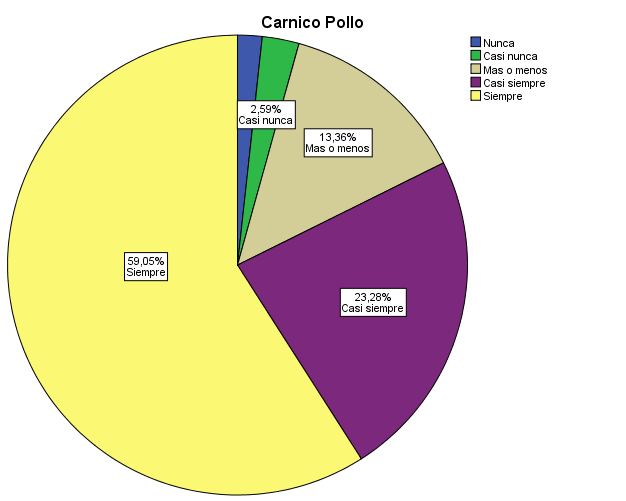 Carnico Pollo
Nunca
Casi nunca
Mas o menos
Casi siempre
Siempre
2,59%
Casi nunca
13,36%
Mas o menos
23,28%
Casi siempre
59,05%
Siempre